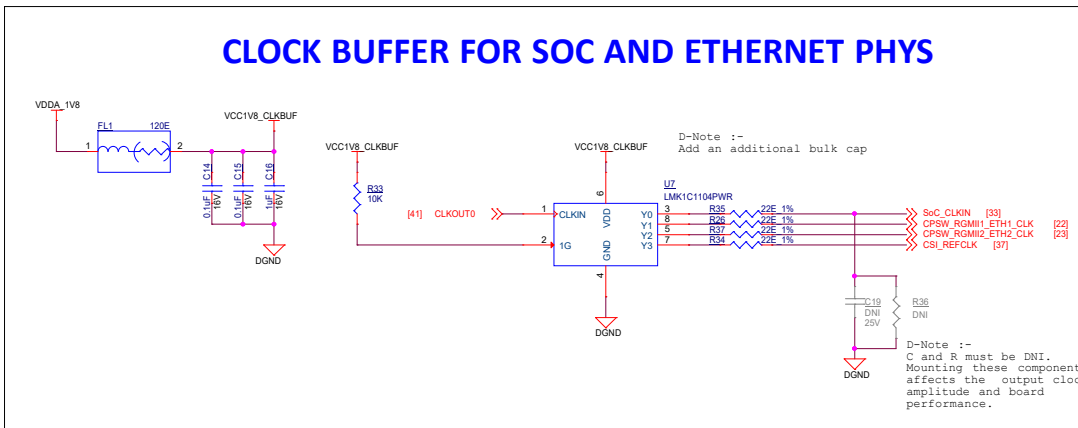 CLOCK BUFFER FOR SOC AND ETHERNET PHYS
VDDA_1V8
FL1 120E
1 2
VCC1V8_CLKBUF
C14 0.1uF 16V
C15 0.1uF 16V
C16 1uF 16V
DGND
VCC1V8_CLKBUF
R33
10K
[41] CLKOUT0
VCC1V8_CLKBUF
D-Note :-
Add an additional bulk cap
U7
LMK1C1104PWR
6
VDD
1 CLKIN
2 1G
GND
4
DGND
Y0 3 R35 22E_1% SoC_CLKIN [33]
Y1 8 R26 22E_1% CPSW_RGMII1_ETH1_CLK [22]
Y2 5 R37 22E_1% CPSW_RGMII2_ETH2_CLK [23]
Y3 7 R34 22E_1% CSI_REFCLK [37]
C19
DNI
25V
R36
DNI
DGND
D-Note :-
C and R must be DNI.
Mounting these component
affects the output cloc
amplitude and board
performance.